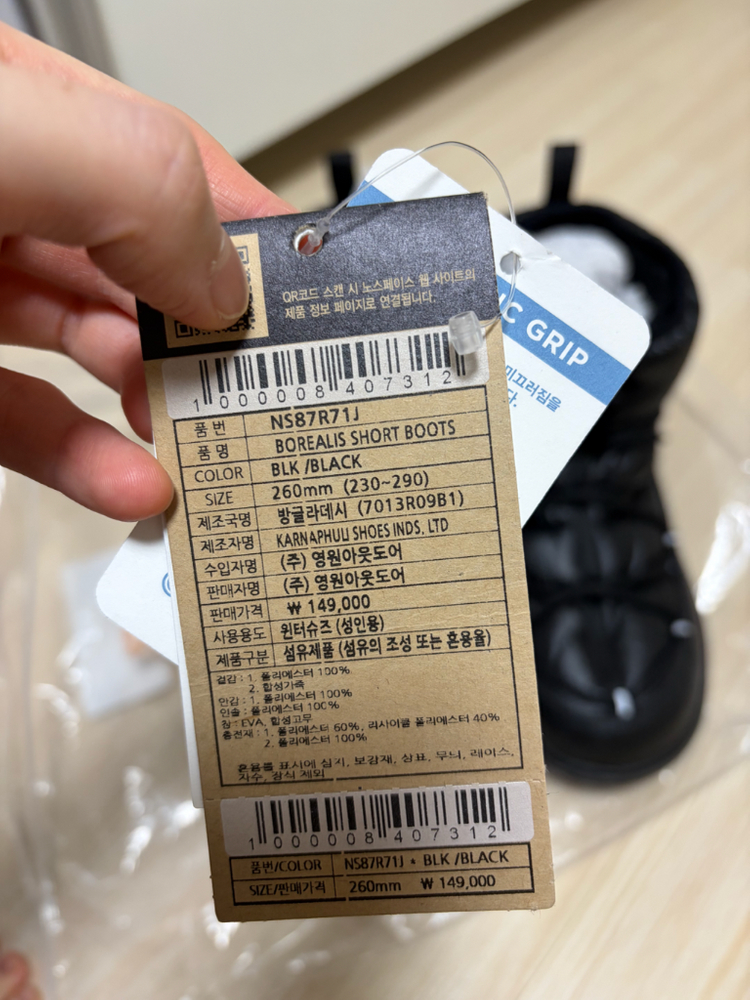 QR코드 스캔 시 노스페이스 웹 사이트의
제품 정보 페이지로 연결됩니다.
IC GRIP
미끄러짐을
다.
1000008407312
품 번 NS87R71J
품 명 BOREALIS SHORT BOOTS
COLOR BLK /BLACK
SIZE 260mm (230~290)
제조국명 방글라데시 (7013R09B1)
제조자명 KARNAPHULI SHOES INDS. LTD
수입자명 (주) 영원아웃도어
판매자명 (주) 영원아웃도어
판매가격 ₩ 149,000
사용용도 윈터슈즈 (성인용)
제품구분 섬유제품 (섬유의 조성 또는 혼용율)
겉감 : 1. 폴리에스터 100%
2. 합성가죽
안감 : 1. 폴리에스터 100%
인솔 : 폴리에스터 100%
창 : EVA, 합성고무
충전재 : 1. 폴리에스터 60%, 리사이클 폴리에스터 40%
2. 폴리에스터 100%
혼용률 표시에 심지, 보강재, 상표, 무늬, 레이스,
자수, 장식 제외
1000008407312
품번/COLOR NS87R71J * BLK /BLACK
SIZE/판매가격 260mm ₩ 149,000